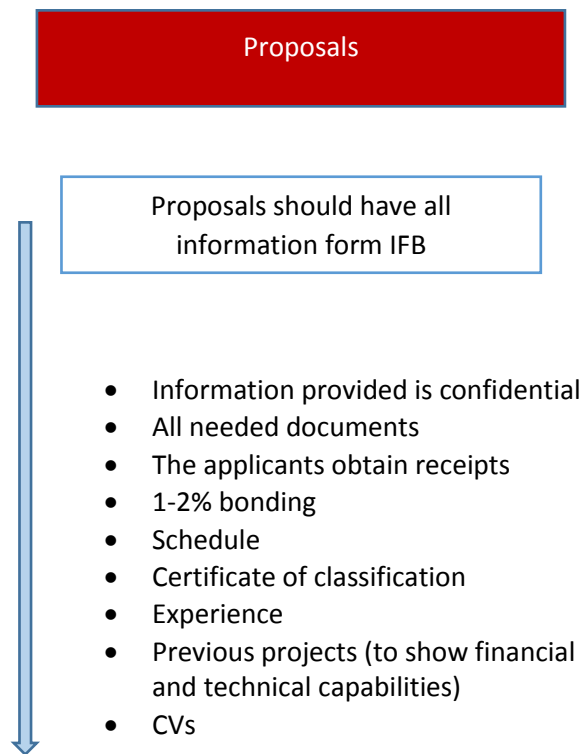 Proposals
Proposals should have all
information form IFB
• Information provided is confidential
• All needed documents
• The applicants obtain receipts
• 1-2% bonding
• Schedule
• Certificate of classification
• Experience
• Previous projects (to show financial
and technical capabilities)
• CVs